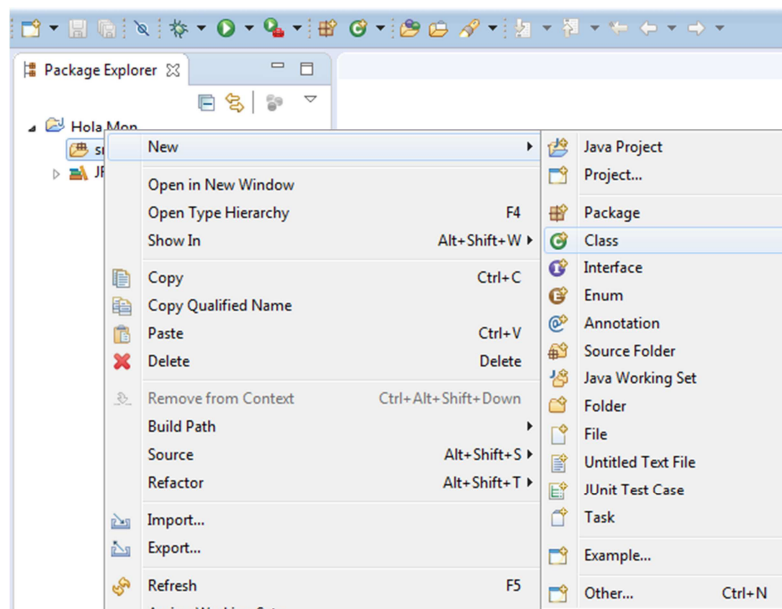 Package Explorer
Hola Mon
New
Open in New Window
Open Type Hierarchy F4
Show In Alt+Shift+W
Copy Ctrl+C
Copy Qualified Name
Paste Ctrl+V
Delete Delete
Remove from Context Ctrl+Alt+Shift+Down
Build Path
Source Alt+Shift+S
Refactor Alt+Shift+T
Import...
Export...
Refresh F5
Java Project
Project...
Package
Class
Interface
Enum
Annotation
Source Folder
Java Working Set
Folder
File
Untitled Text File
JUnit Test Case
Task
Example...
Other... Ctrl+N